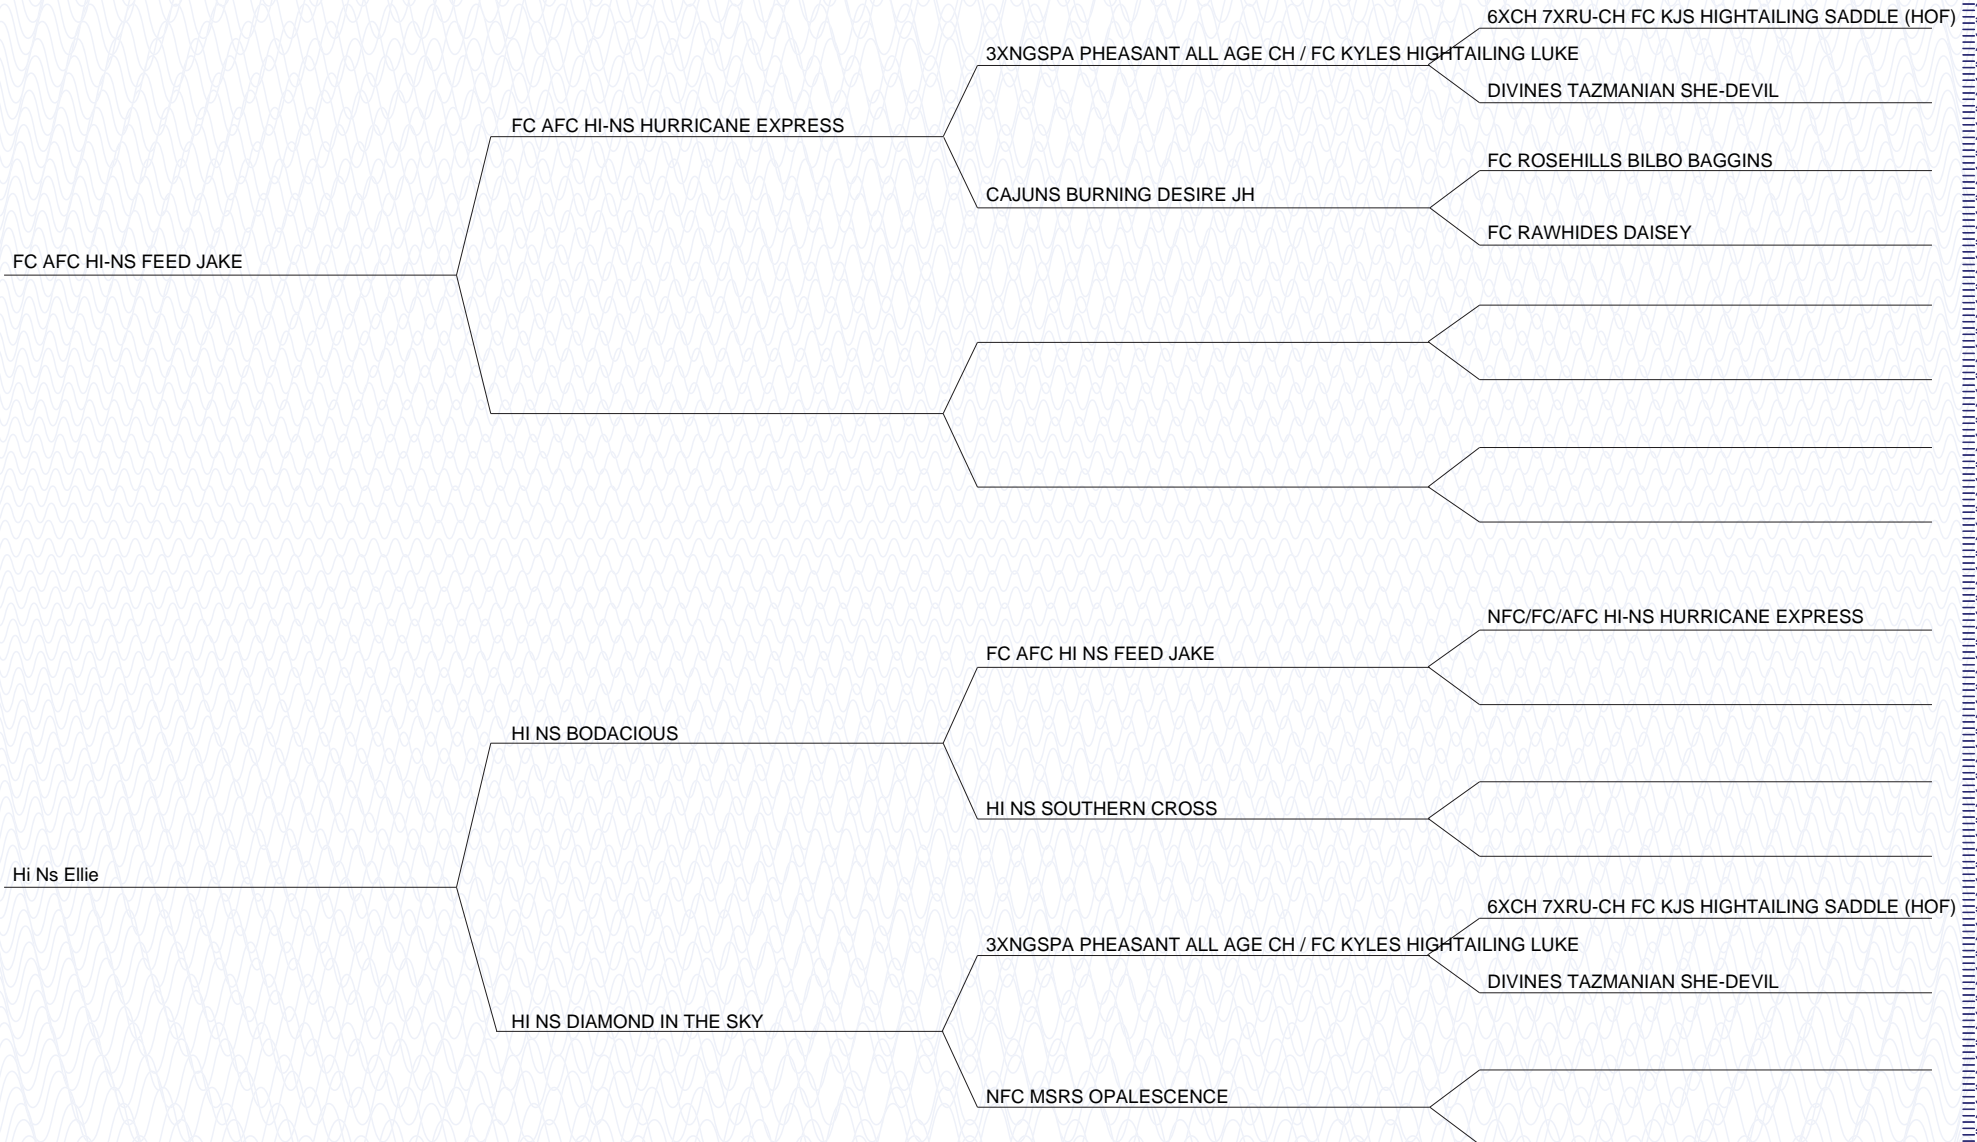 6XCH 7XRU-CH FC KJS HIGHTAILING SADDLE (HOF)
3XNGSPA PHEASANT ALL AGE CH / FC KYLES HIGHTAILING LUKE
DIVINES TAZMANIAN SHE-DEVIL
FC AFC HI-NS HURRICANE EXPRESS
FC ROSEHILLS BILBO BAGGINS
CAJUNS BURNING DESIRE JH
FC RAWHIDES DAISEY
FC AFC HI-NS FEED JAKE
NFC/FC/AFC HI-NS HURRICANE EXPRESS
FC AFC HI NS FEED JAKE
HI NS BODACIOUS
HI NS SOUTHERN CROSS
Hi Ns Ellie
6XCH 7XRU-CH FC KJS HIGHTAILING SADDLE (HOF)
3XNGSPA PHEASANT ALL AGE CH / FC KYLES HIGHTAILING LUKE
DIVINES TAZMANIAN SHE-DEVIL
HI NS DIAMOND IN THE SKY
NFC MSRS OPALESCENCE